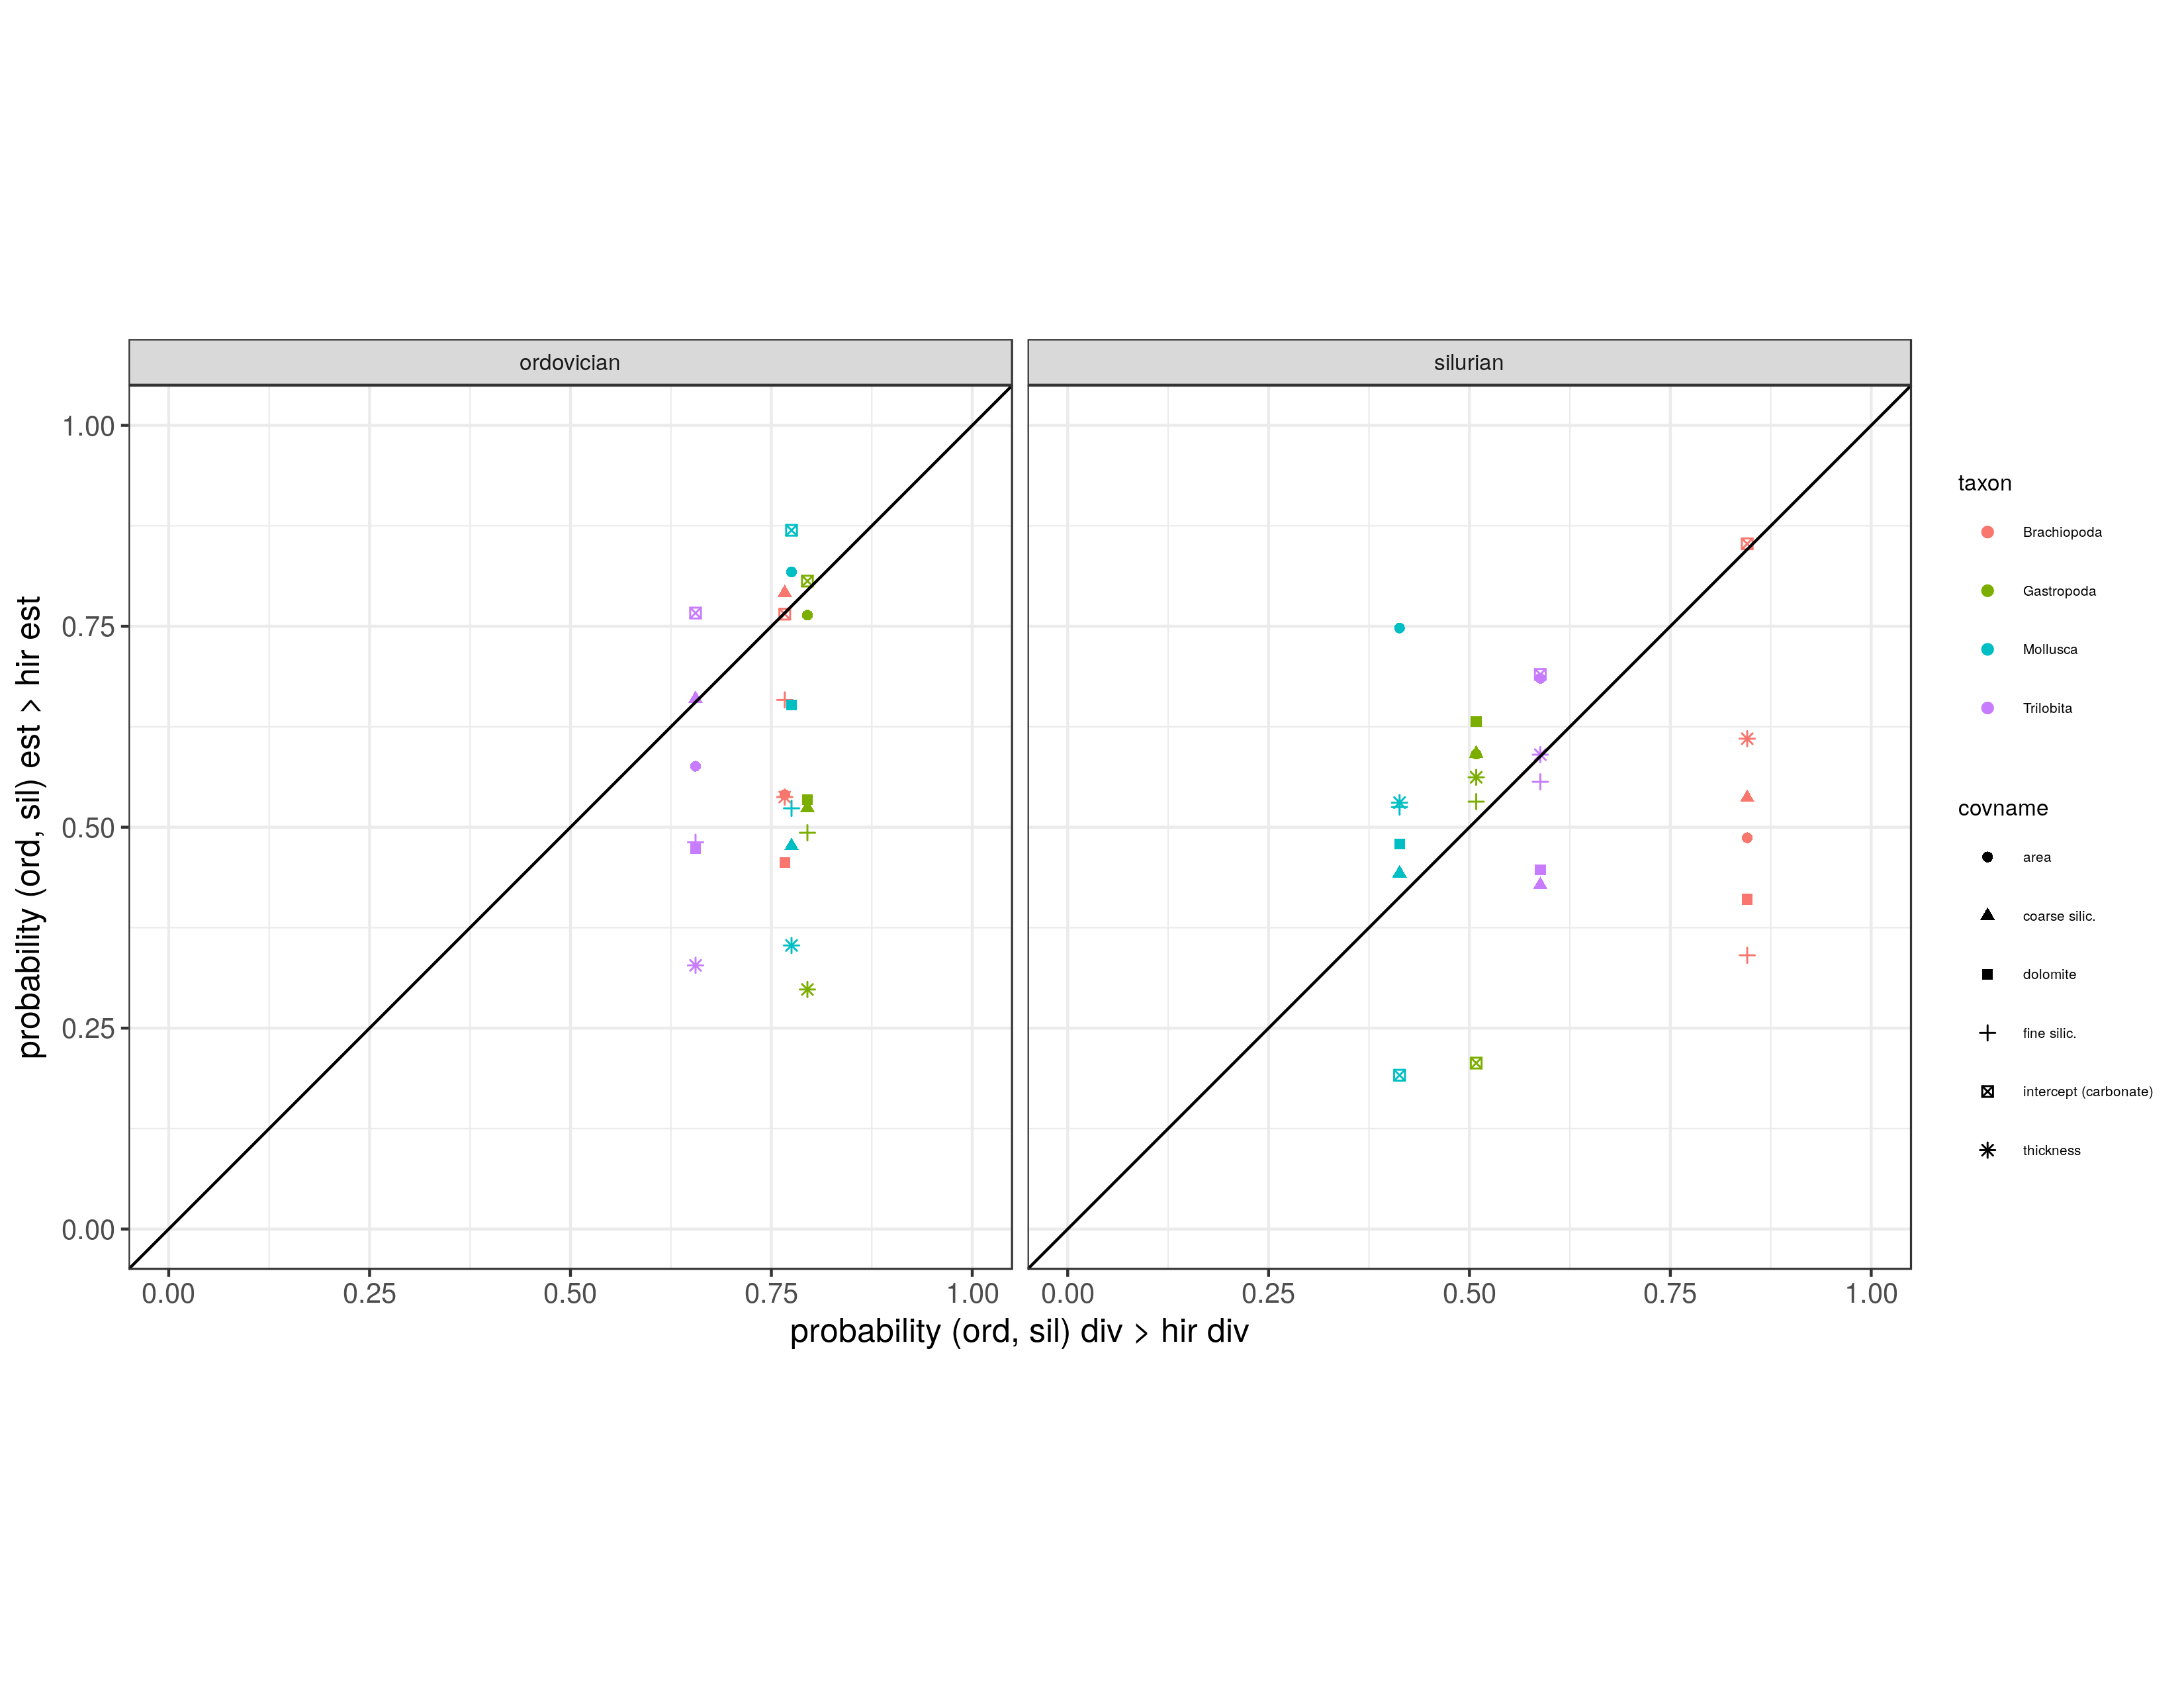 ordovician
silurian
probability (ord, sil) est > hir est
1.00
0.75
0.50
0.25
0.00
0.00 0.25 0.50 0.75 1.00
0.00 0.25 0.50 0.75 1.00
probability (ord, sil) div > hir div
taxon
Brachiopoda
Gastropoda
Mollusca
Trilobita
covname
area
coarse silic.
dolomite
fine silic.
intercept (carbonate)
thickness